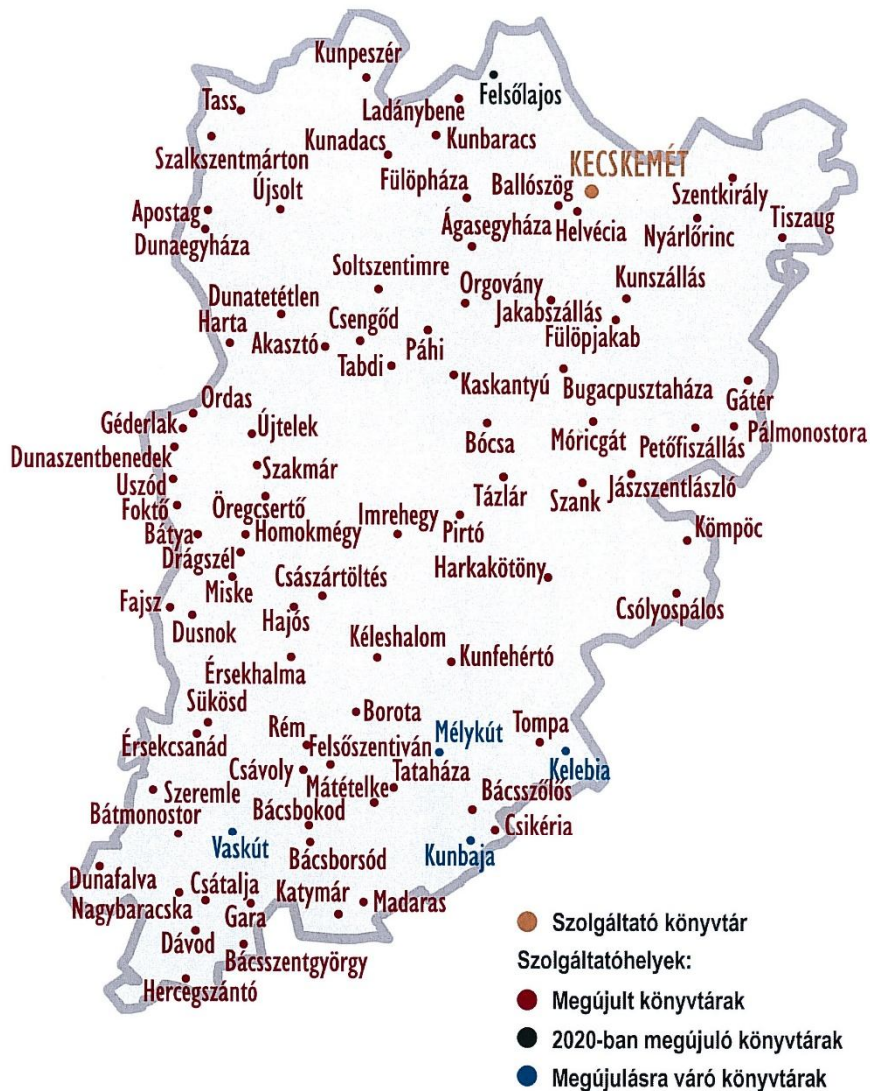 Kunpeszér
Felsőlajos
Tass
Ladánybene
Kunadacs
Kunbaracs
Szalkszentmárton
KECSKEMÉT
Fülöpháza
Ballószög
Szentkirály
Újsolt
Apostag
Ágasegyháza
Helvécia
Nyárlőrinc
Tiszaug
Dunaegyháza
Soltszentimre
Orgovány
Kunszállás
Dunatetétlen
Jakabszállás
Harta
Csengőd
Fülöpjakab
Akasztó
Páhi
Tabdi
Kaskantyú
Bugacpusztaháza
Gátér
Ordas
Géderlak
Újtelek
Bócsa
Móricgát
Petőfiszállás
Pálmonostora
Dunaszentbenedek
Szakmár
Uszód
Tázlár
Szank
Jászszentlászló
Foktő
Öregcsertő
Imrehegy
Pirtó
Kömpöc
Bátya
Homokmégy
Drágszél
Harkakötöny
Miske
Császártöltés
Fajsz
Csólyospálos
Dusnok
Hajós
Kéleshalom
Kunfehértó
Érsekhalma
Sükösd
Borota
Érsekcsanád
Rém
Mélykút
Tompa
Felsőszentiván
Kelebia
Csávoly
Tataháza
Szeremle
Mátételke
Bácsszőlős
Bátmonostor
Bácsbokod
Csikéria
Vaskút
Bácsborsód
Kunbaja
Dunafalva
Csátalja
Katymár
Madaras
Nagybaracska
Gara
Dávod
Bácsszentgyörgy
Hercegszántó
Szolgáltató könyvtár
Szolgáltatóhelyek:
Megújult könyvtárak
2020-ban megújuló könyvtárak
Megújulásra váró könyvtárak